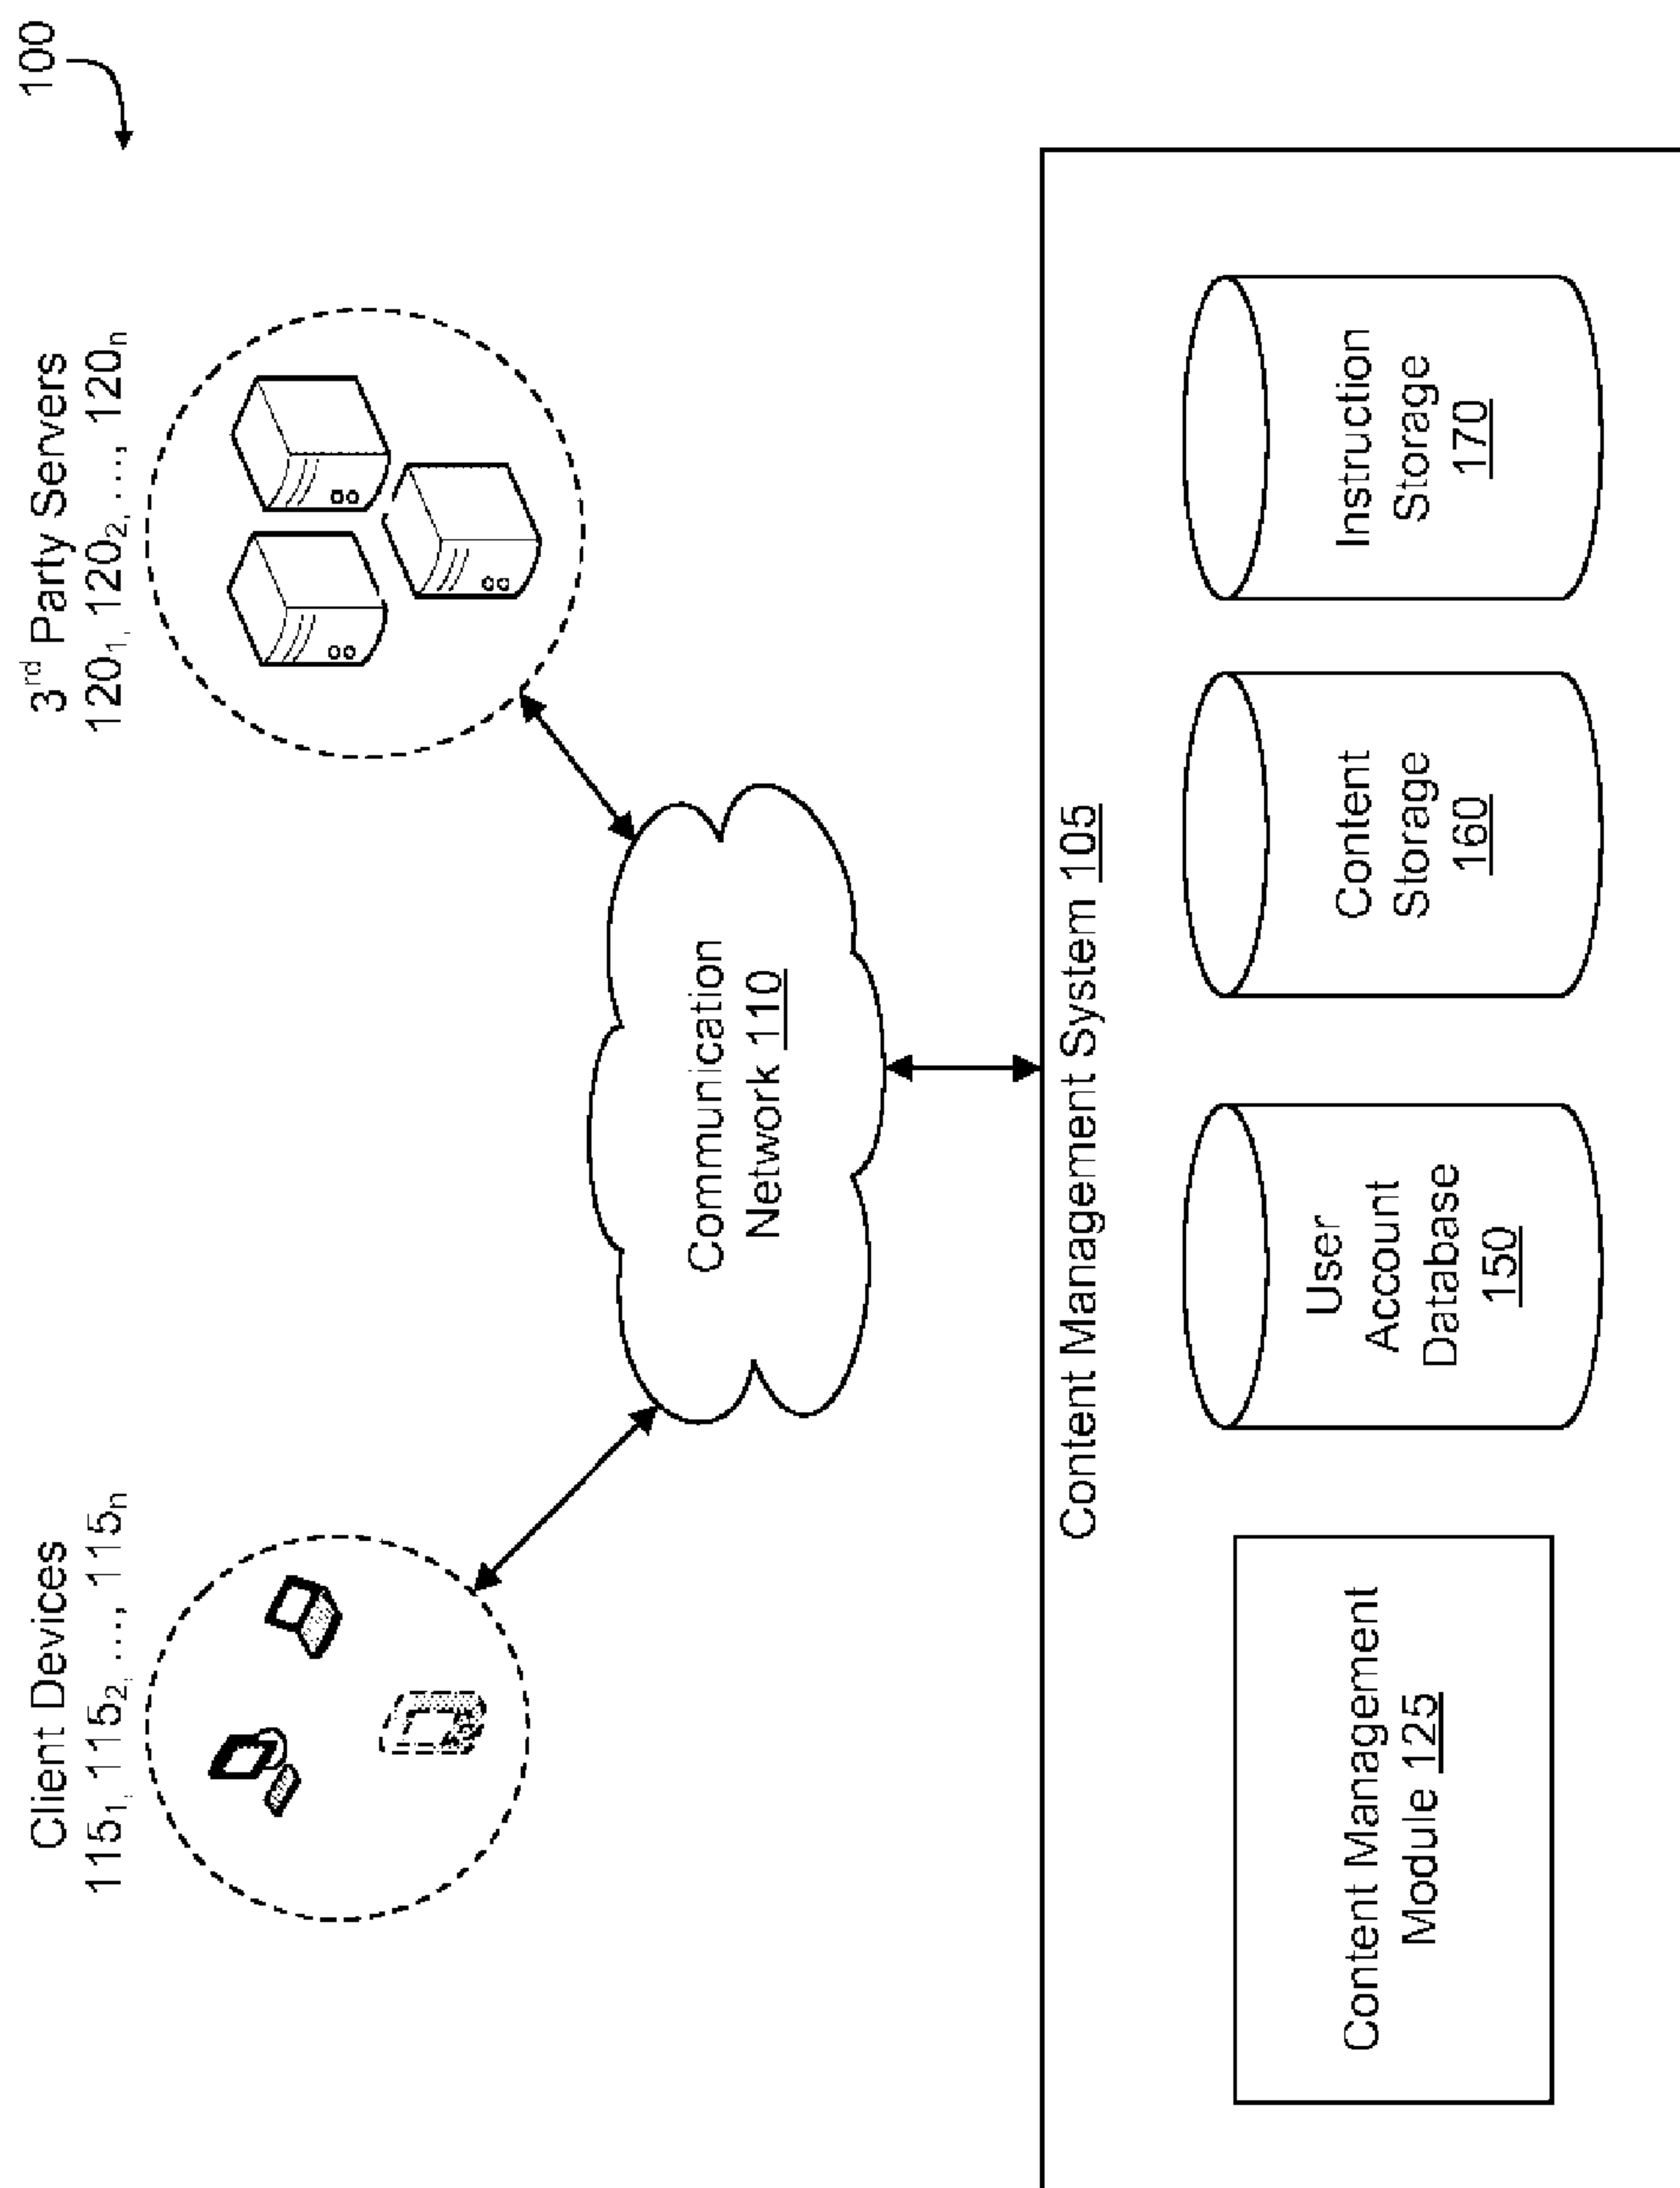 100
Client Devices
115₁, 115₂, ..., 115ₙ
3rd Party Servers
120₁, 120₂, ..., 120ₙ
Communication
Network 110
Content Management System 105
Content Management
Module 125
User
Account
Database
150
Content
Storage
160
Instruction
Storage
170